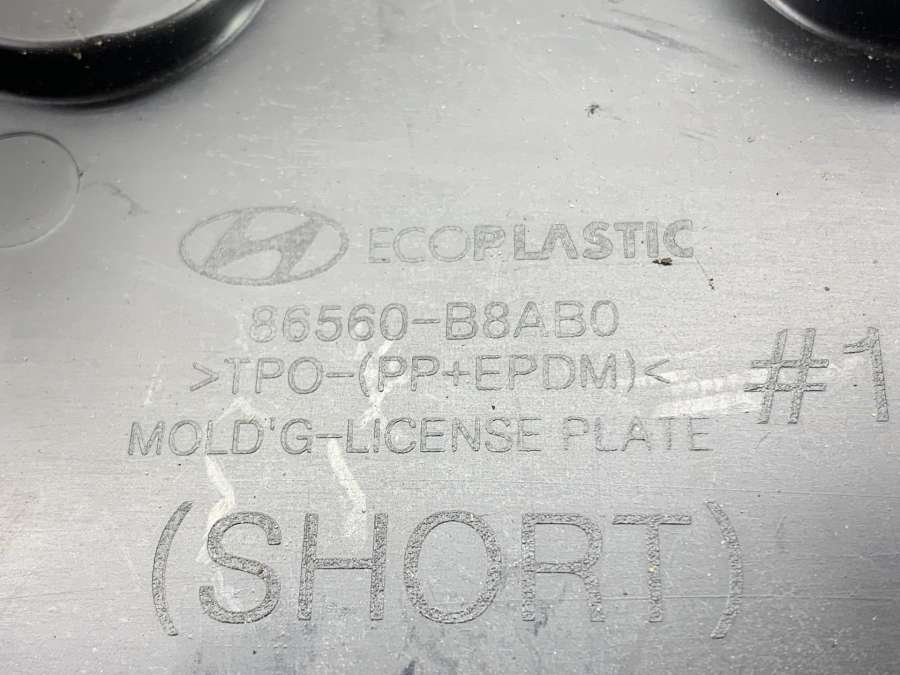 ECOPLASTIC
86560-B8AB0
>TPO-(PP+EPDM)<
#1
MOLD'G-LICENSE PLATE
(SHORT)